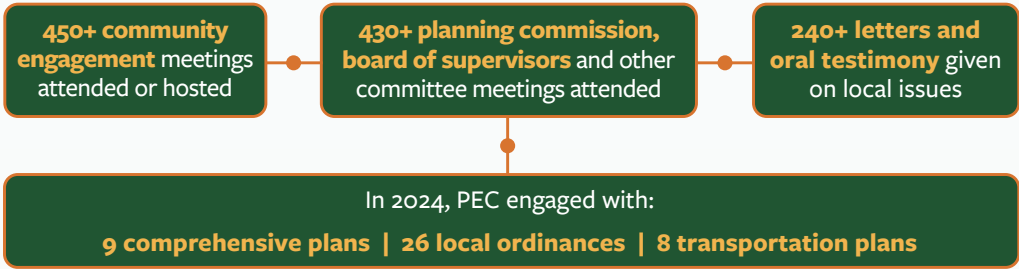 450+ community
engagement meetings
attended or hosted
430+ planning commission,
board of supervisors and other
committee meetings attended
240+ letters and
oral testimony given
on local issues
In 2024, PEC engaged with:
9 comprehensive plans | 26 local ordinances | 8 transportation plans